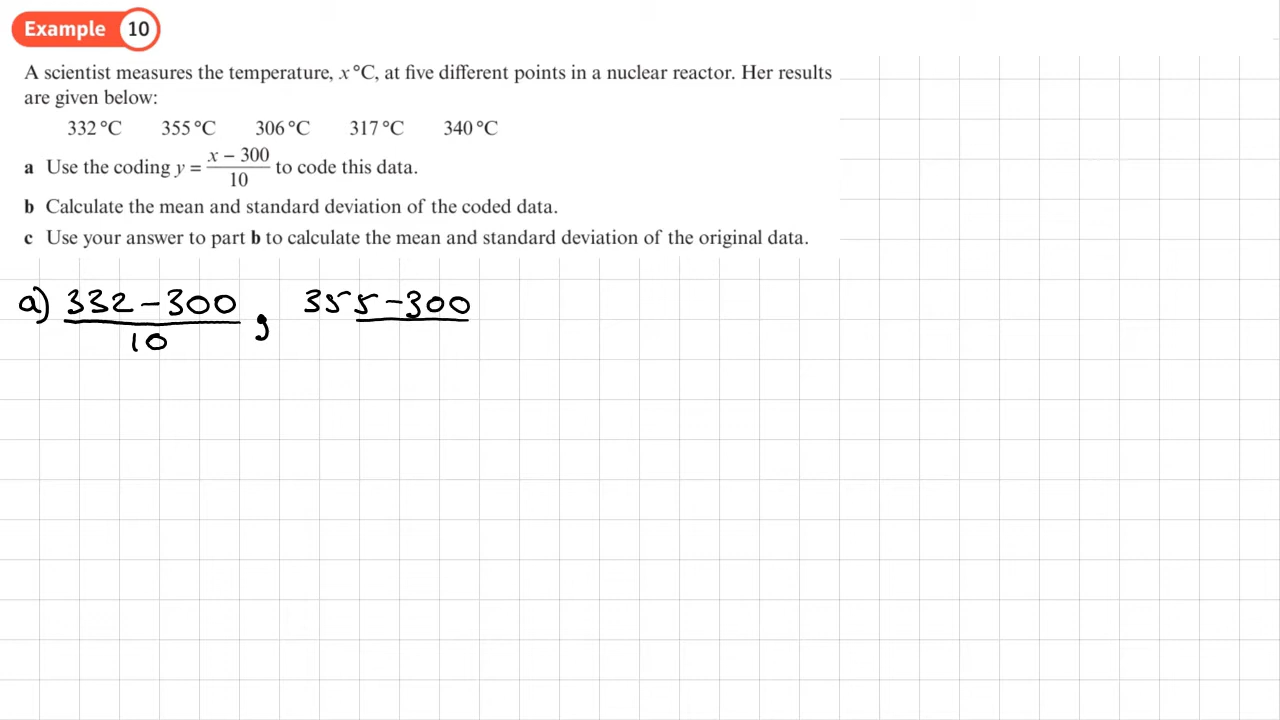 Example 10
A scientist measures the temperature, x °C, at five different points in a nuclear reactor. Her results
are given below:
332 °C 355 °C 306 °C 317 °C 340 °C
a Use the coding y = (x − 300)/10 to code this data.
b Calculate the mean and standard deviation of the coded data.
c Use your answer to part b to calculate the mean and standard deviation of the original data.
a) 332 − 300 , 355 − 300
10